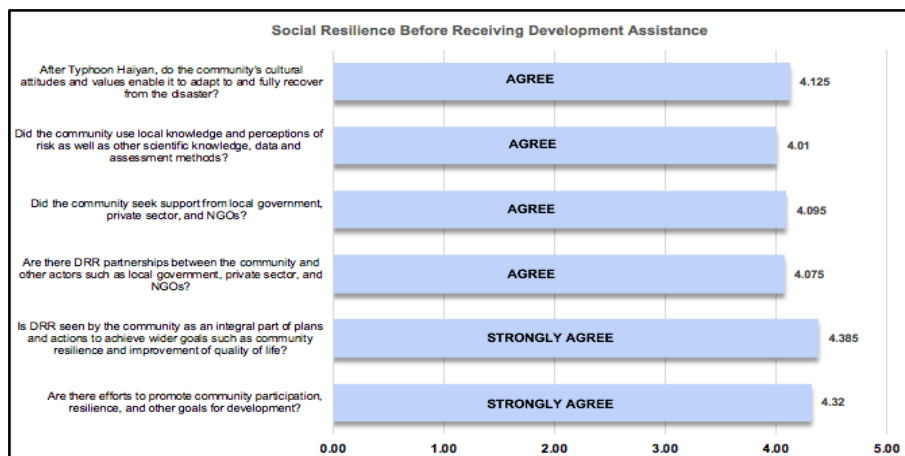 Social Resilience Before Receiving Development Assistance
After Typhoon Haiyan, do the community's cultural
attitudes and values enable it to adapt to and fully recover
from the disaster?
AGREE
4.125
Did the community use local knowledge and perceptions of
risk as well as other scientific knowledge, data and
assessment methods?
AGREE
4.01
Did the community seek support from local government,
private sector, and NGOs?
AGREE
4.095
Are there DRR partnerships between the community and
other actors such as local government, private sector, and
NGOs?
AGREE
4.075
Is DRR seen by the community as an integral part of plans
and actions to achieve wider goals such as community
resilience and improvement of quality of life?
STRONGLY AGREE
4.385
Are there efforts to promote community participation,
resilience, and other goals for development?
STRONGLY AGREE
4.32
0.00 1.00 2.00 3.00 4.00 5.00